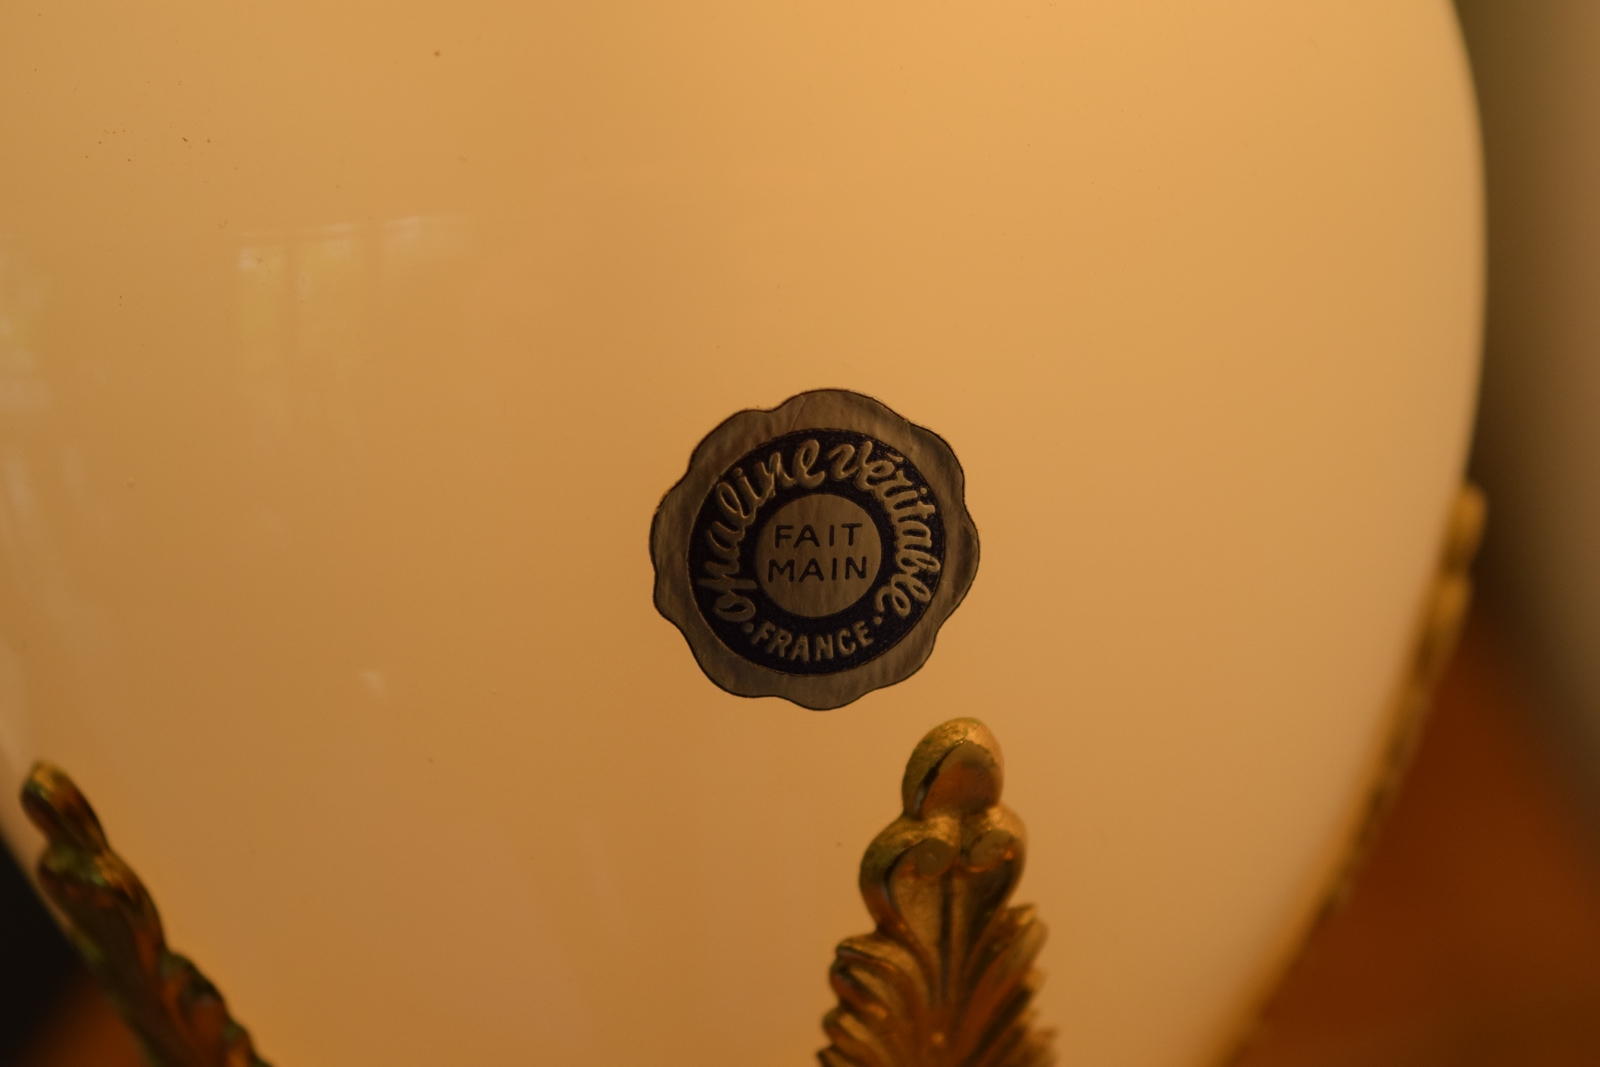 opaline véritable
FAIT
MAIN
• FRANCE •